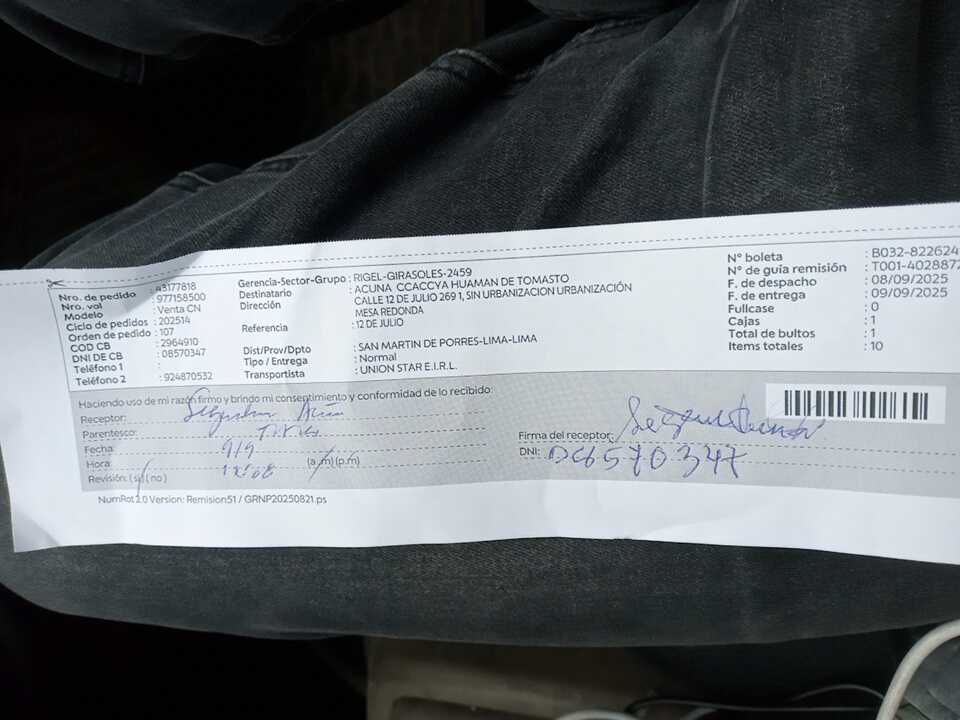 Nro. de pedido : 43177818
Nro. val : 977158500
Modelo : Venta CN
Ciclo de pedidos : 202514
Orden de pedido : 107
COD CB : 2964910
DNI DE CB : 08570347
Teléfono 1 :
Teléfono 2 : 924870532
Gerencia-Sector-Grupo : RIGEL-GIRASOLES-2459
Destinatario : ACUNA CCACCYA HUAMAN DE TOMASTO
Dirección CALLE 12 DE JULIO 269 1, SIN URBANIZACION URBANIZACIÓN
MESA REDONDA
Referencia : 12 DE JULIO
Dist/Prov/Dpto : SAN MARTIN DE PORRES-LIMA-LIMA
Tipo / Entrega : Normal
Transportista : UNION STAR E.I.R.L.
N° boleta : B032-822624
N° de guía remisión : T001-4028872
F. de despacho : 08/09/2025
F. de entrega : 09/09/2025
Fullcase : 0
Cajas : 1
Total de bultos : 1
Items totales : 10
Haciendo uso de mi razón firmo y brindo mi consentimiento y conformidad de lo recibido:
Receptor:
Parentesco:
Fecha: 9/9
Hora: (a.m) (p.m)
Revisión: ( si ) ( no )
Firma del receptor:
DNI: 8570347
NumRot 2.0 Version: Remision51 / GRNP20250821.ps